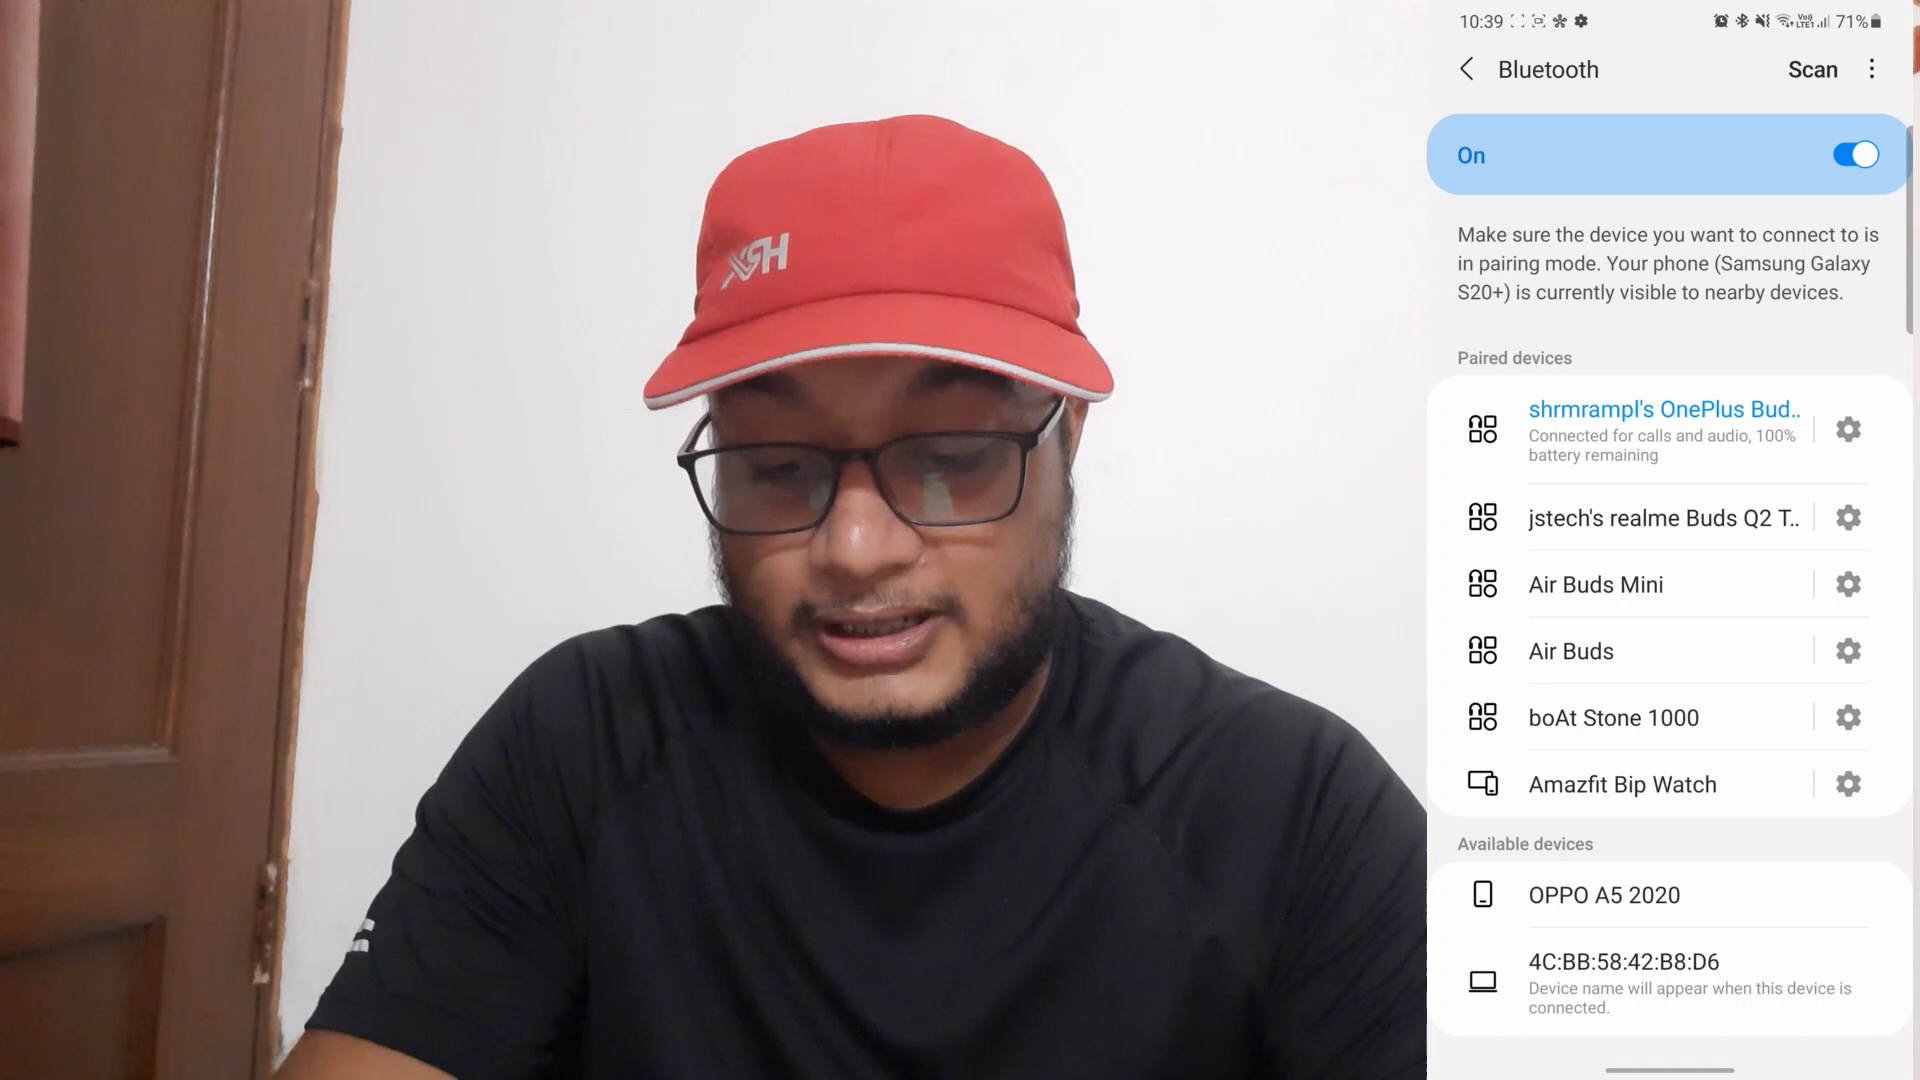 10:39
VoI)
LTE1
71%
Bluetooth
Scan
On
Make sure the device you want to connect to is
in pairing mode. Your phone (Samsung Galaxy
S20+) is currently visible to nearby devices.
Paired devices
shrmrampl's OnePlus Bud..
Connected for calls and audio, 100%
battery remaining
jstech's realme Buds Q2 T..
Air Buds Mini
Air Buds
boAt Stone 1000
Amazfit Bip Watch
Available devices
OPPO A5 2020
4C:BB:58:42:B8:D6
Device name will appear when this device is
connected.